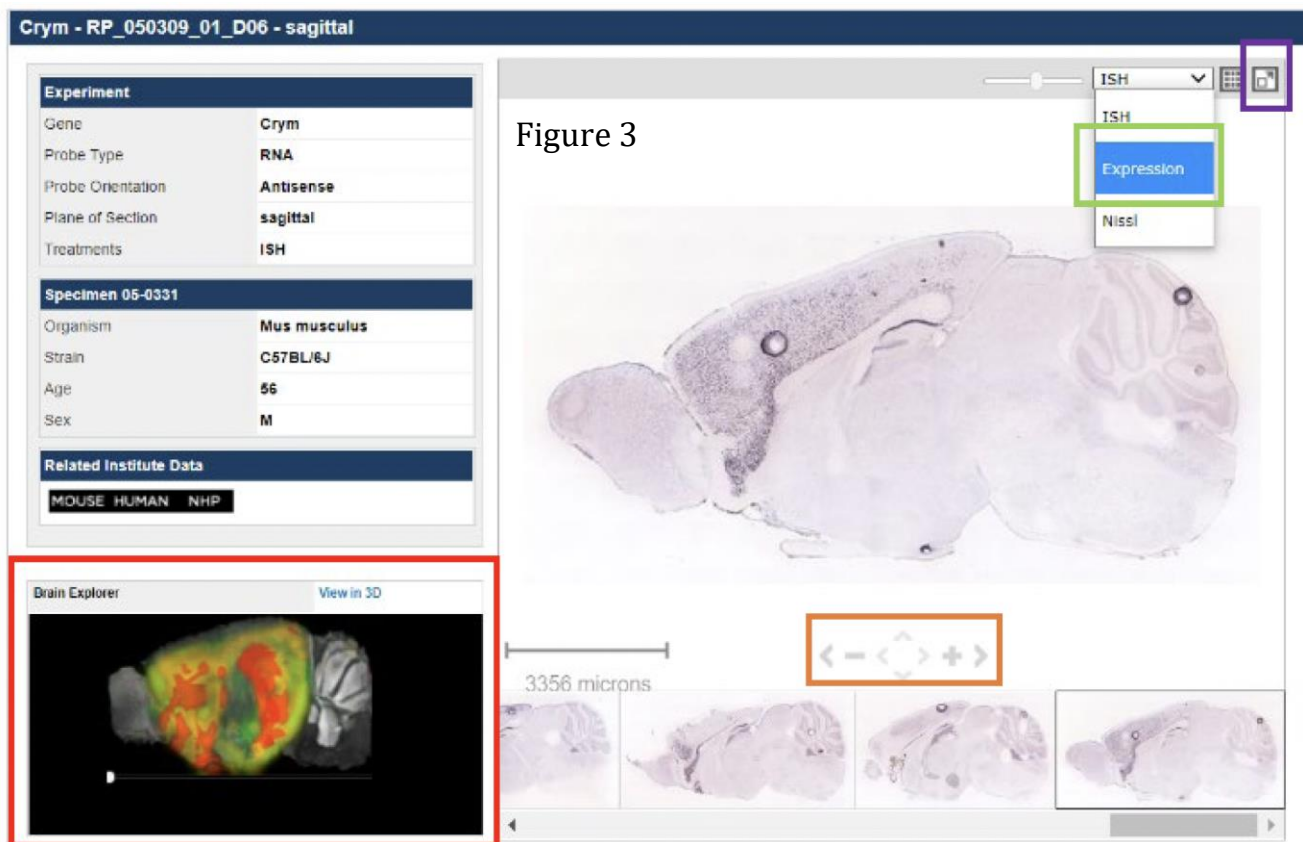 Crym - RP_050309_01_D06 - sagittal
Experiment
Gene Crym
Probe Type RNA
Probe Orientation Antisense
Plane of Section sagittal
Treatments ISH
Specimen 05-0331
Organism Mus musculus
Strain C57BL/6J
Age 56
Sex M
Related Institute Data
MOUSE HUMAN NHP
Brain Explorer View in 3D
ISH
ISH
Expression
Nissl
Figure 3
3356 microns